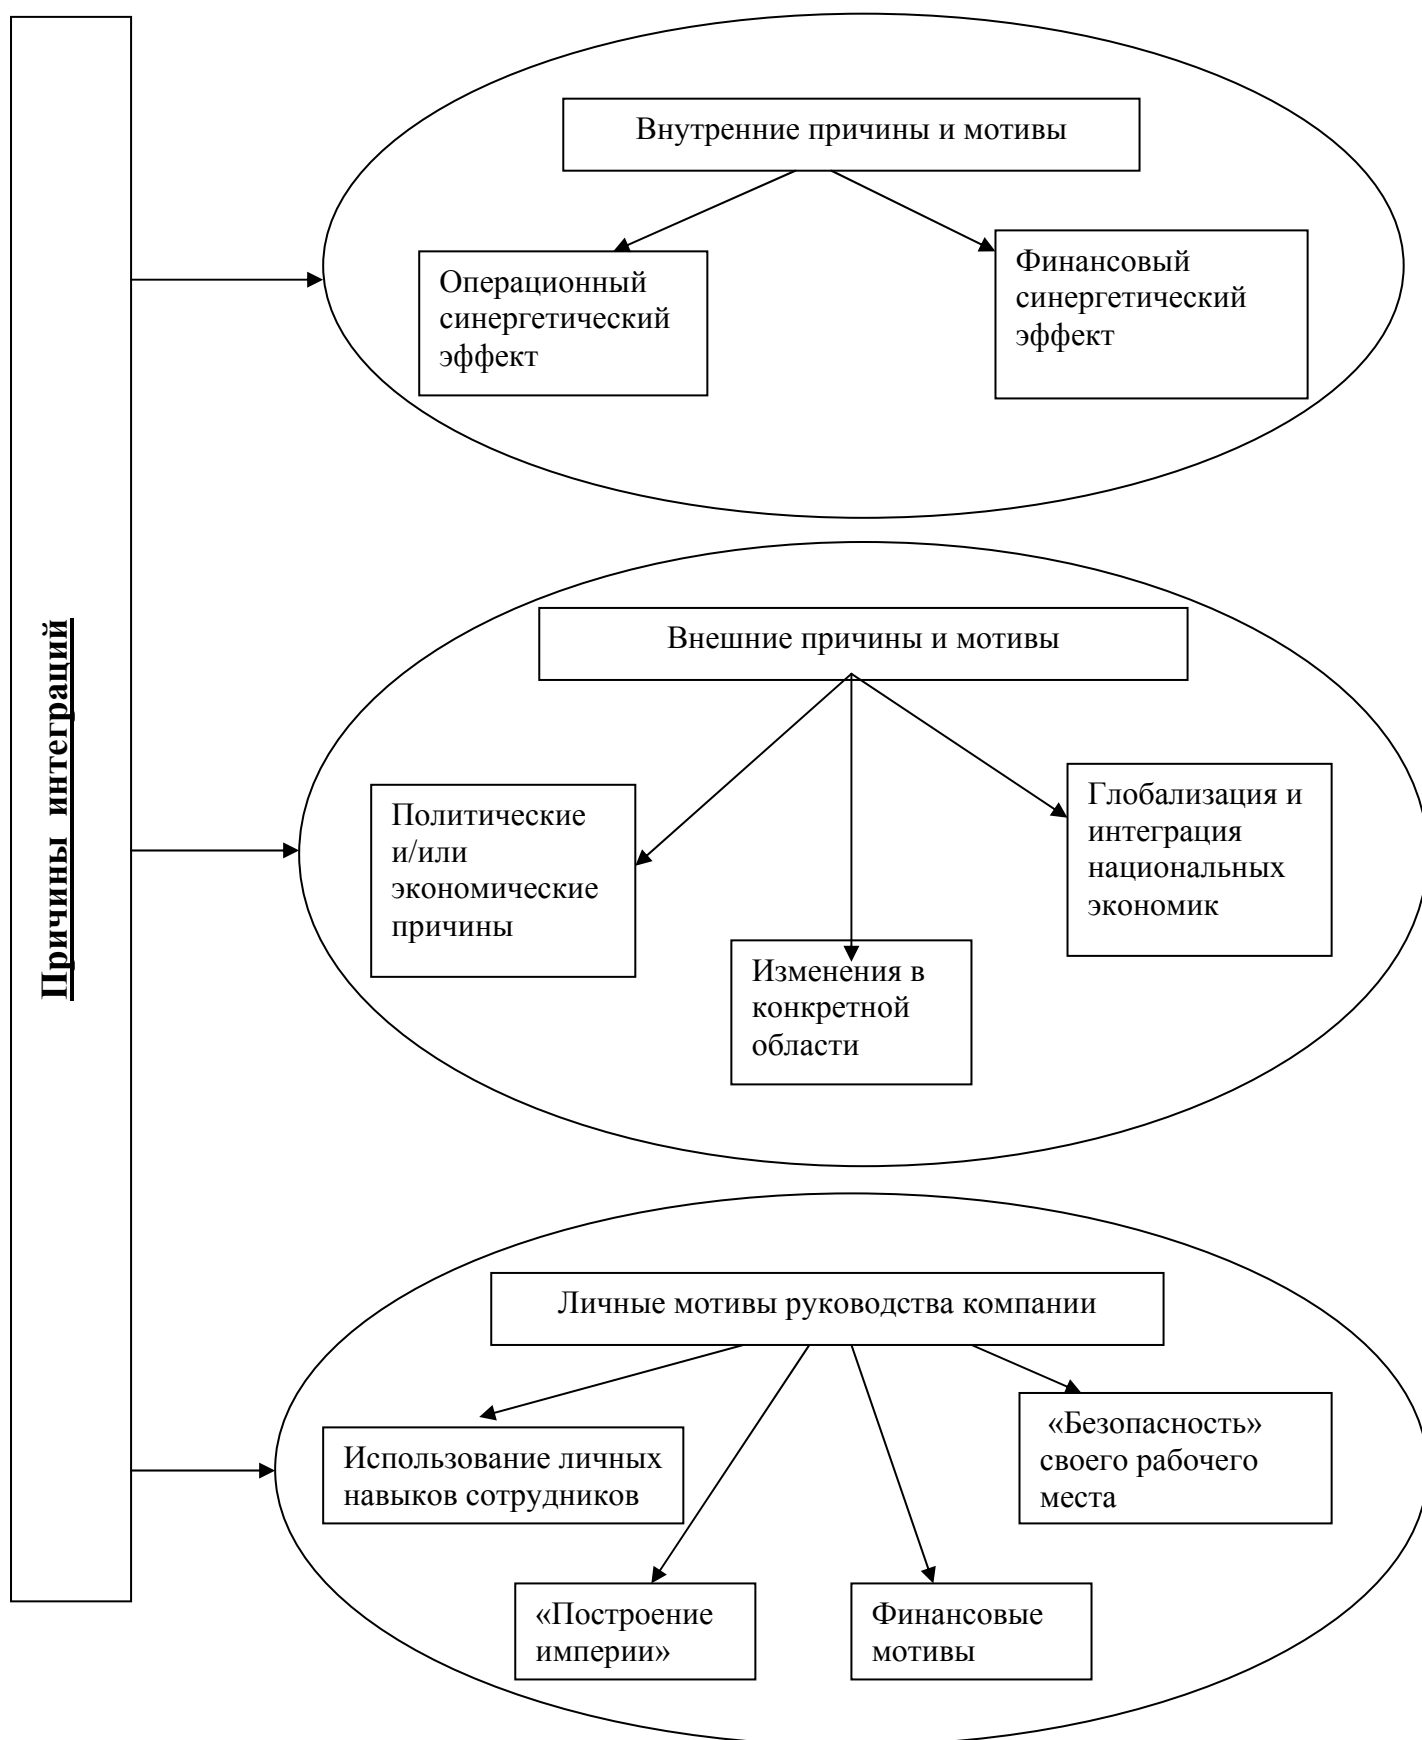 Причины интеграций
Внутренние причины и мотивы
Операционный
синергетический
эффект
Финансовый
синергетический
эффект
Внешние причины и мотивы
Политические
и/или
экономические
причины
Изменения в
конкретной
области
Глобализация и
интеграция
национальных
экономик
Личные мотивы руководства компании
Использование личных
навыков сотрудников
«Построение
империи»
Финансовые
мотивы
«Безопасность»
своего рабочего
места